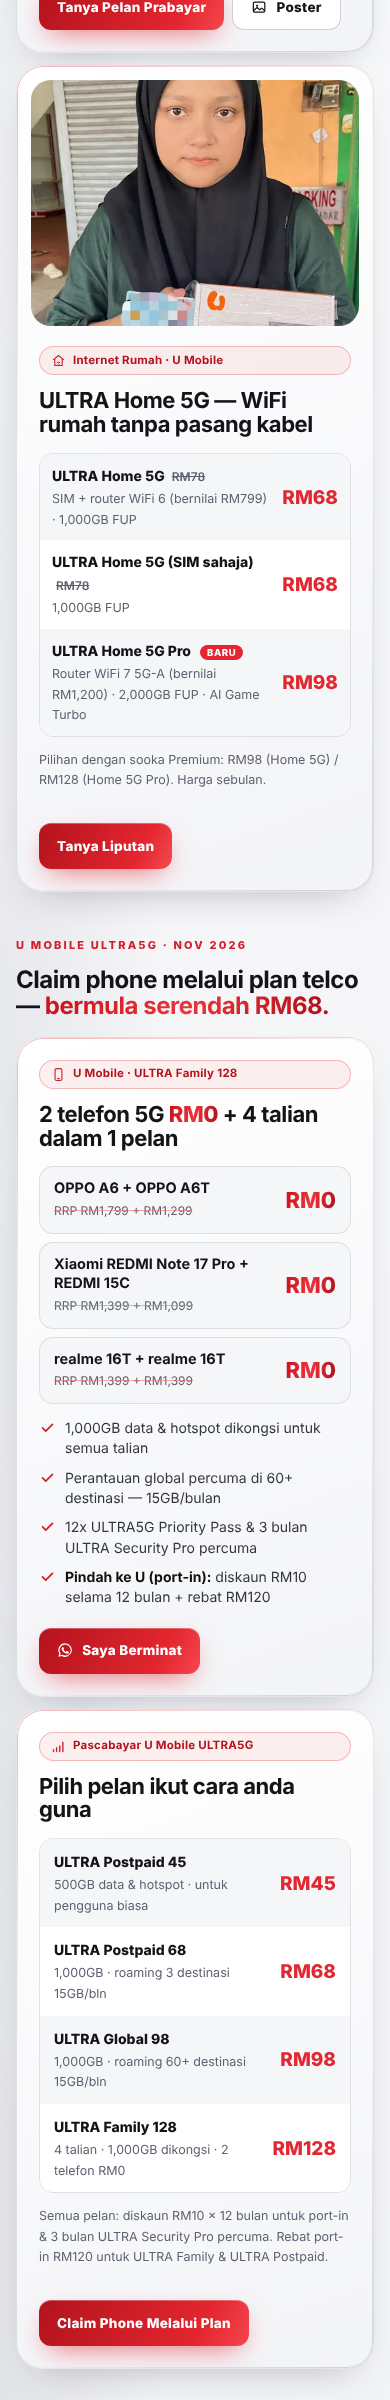 Tanya Pelan Prabayar
Poster
KING
ADAR
Internet Rumah · U Mobile
ULTRA Home 5G — WiFi
rumah tanpa pasang kabel
ULTRA Home 5G RM78
SIM + router WiFi 6 (bernilai RM799)
· 1,000GB FUP
RM68
ULTRA Home 5G (SIM sahaja)
RM78
1,000GB FUP
RM68
ULTRA Home 5G Pro BARU
Router WiFi 7 5G-A (bernilai
RM1,200) · 2,000GB FUP · AI Game
Turbo
RM98
Pilihan dengan sooka Premium: RM98 (Home 5G) /
RM128 (Home 5G Pro). Harga sebulan.
Tanya Liputan
U MOBILE ULTRA5G · NOV 2026
Claim phone melalui plan telco
— bermula serendah RM68.
U Mobile · ULTRA Family 128
2 telefon 5G RM0 + 4 talian
dalam 1 pelan
OPPO A6 + OPPO A6T
RRP RM1,799 + RM1,299
RM0
Xiaomi REDMI Note 17 Pro +
REDMI 15C
RRP RM1,399 + RM1,099
RM0
realme 16T + realme 16T
RRP RM1,399 + RM1,399
RM0
1,000GB data & hotspot dikongsi untuk
semua talian
Perantauan global percuma di 60+
destinasi — 15GB/bulan
12x ULTRA5G Priority Pass & 3 bulan
ULTRA Security Pro percuma
Pindah ke U (port-in): diskaun RM10
selama 12 bulan + rebat RM120
Saya Berminat
Pascabayar U Mobile ULTRA5G
Pilih pelan ikut cara anda
guna
ULTRA Postpaid 45
500GB data & hotspot · untuk
pengguna biasa
RM45
ULTRA Postpaid 68
1,000GB · roaming 3 destinasi
15GB/bln
RM68
ULTRA Global 98
1,000GB · roaming 60+ destinasi
15GB/bln
RM98
ULTRA Family 128
4 talian · 1,000GB dikongsi · 2
telefon RM0
RM128
Semua pelan: diskaun RM10 × 12 bulan untuk port-in
& 3 bulan ULTRA Security Pro percuma. Rebat port-
in RM120 untuk ULTRA Family & ULTRA Postpaid.
Claim Phone Melalui Plan